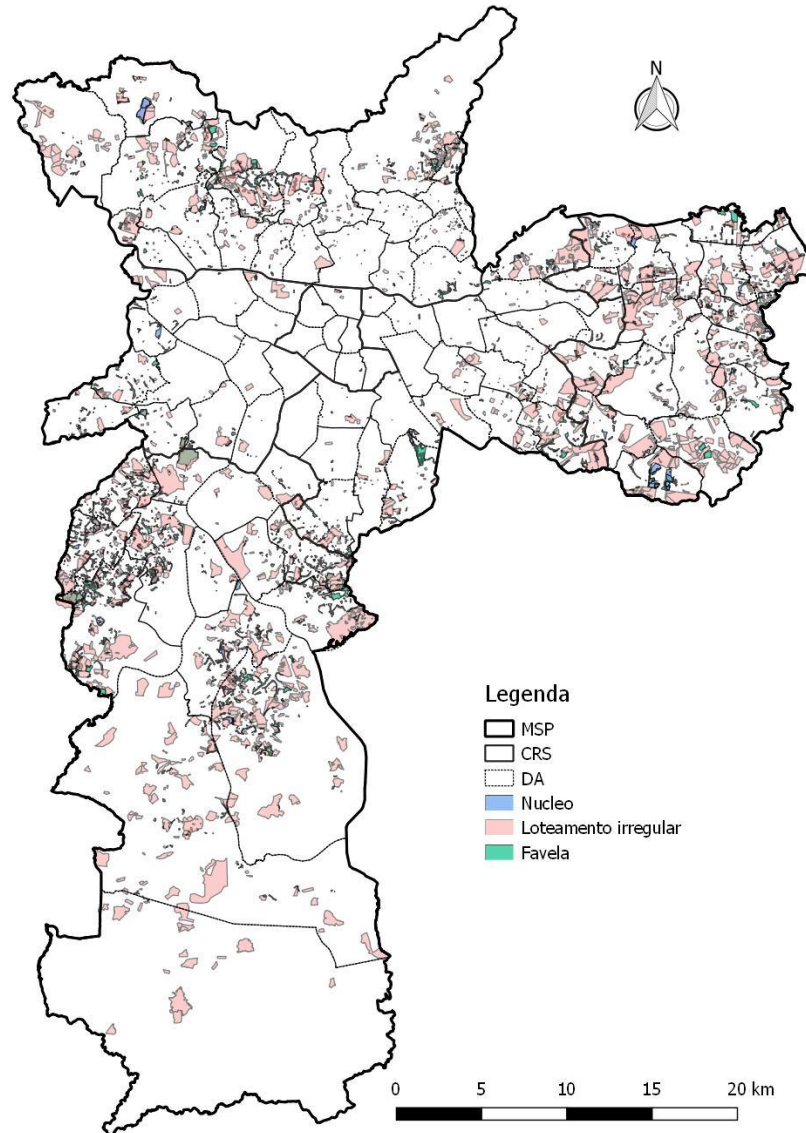 N
Legenda
MSP
CRS
DA
Nucleo
Loteamento irregular
Favela
0 5 10 15 20 km